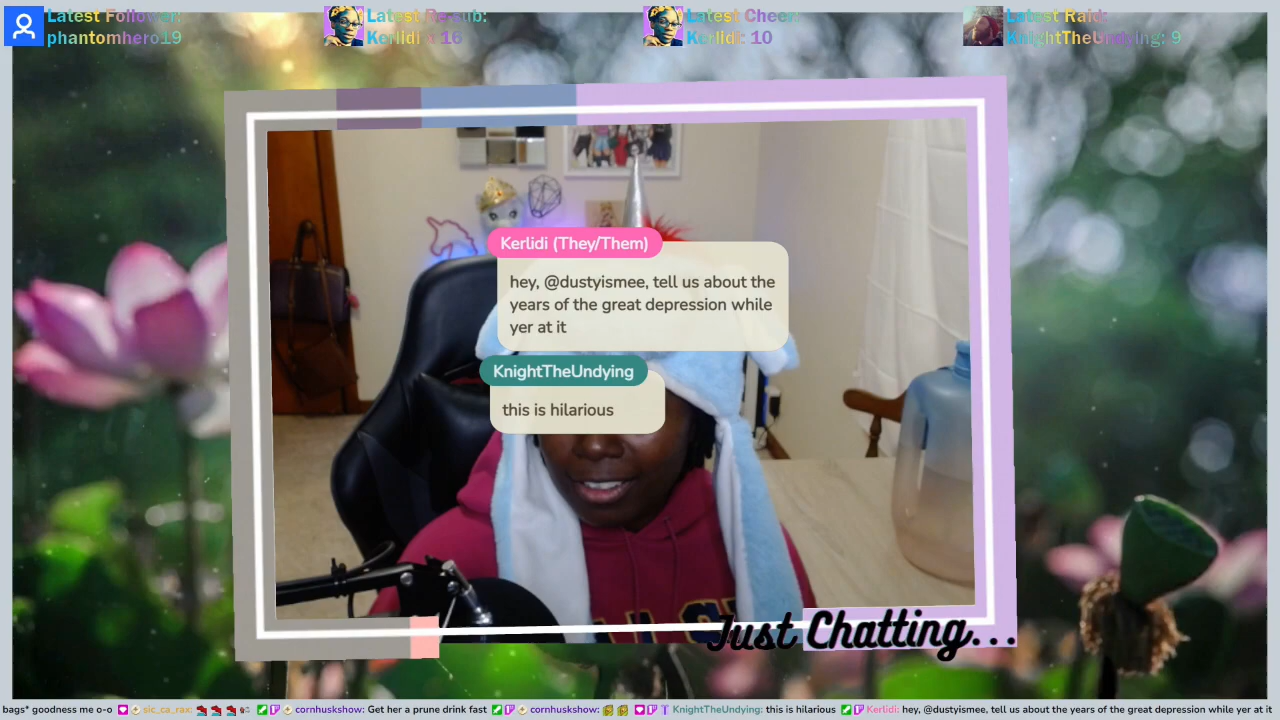 Latest Follower:
phantomhero19
Latest Re-sub:
Kerlidi x 16
Latest Cheer:
Kerlidi: 10
Latest Raid:
KnightTheUndying: 9
Kerlidi (They/Them)
hey, @dustyismee, tell us about the
years of the great depression while
yer at it
KnightTheUndying
this is hilarious
Just Chatting...
bags* goodness me o-o sic_ca_rax: cornhuskshow: Get her a prune drink fast cornhuskshow: KnightTheUndying: this is hilarious Kerlidi: hey, @dustyismee, tell us about the years of the great depression while yer at it